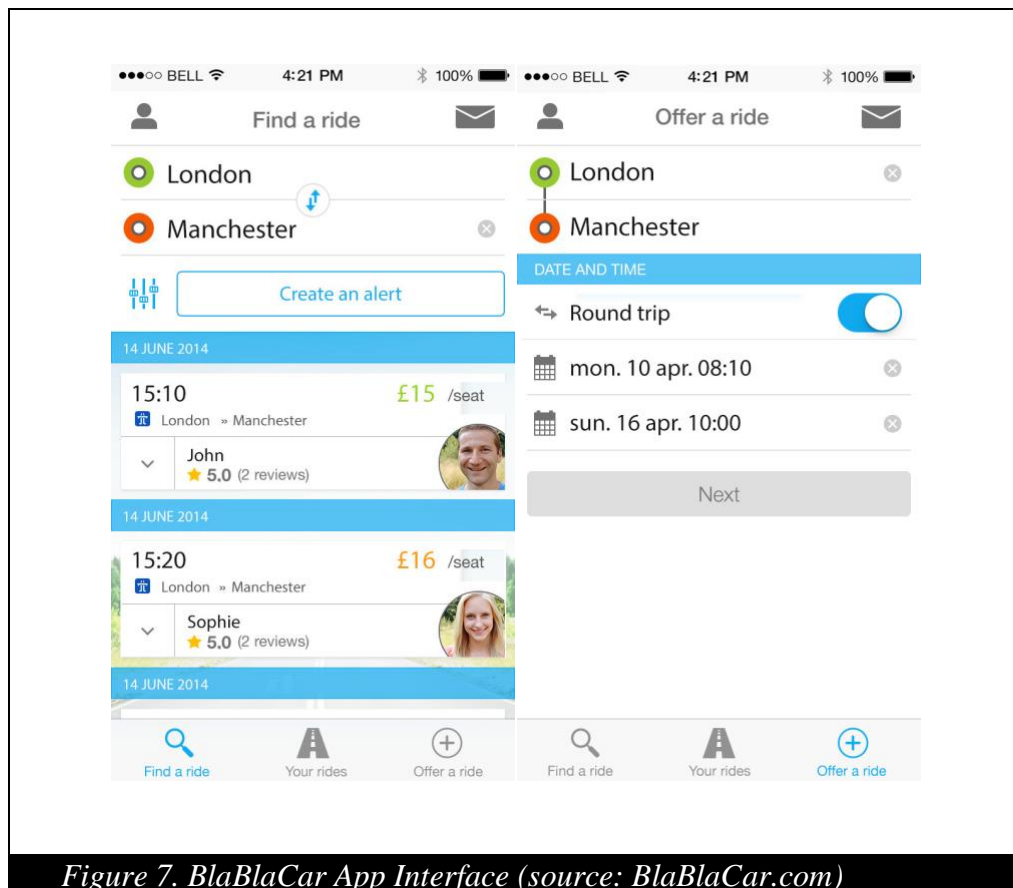 BELL 4:21 PM 100%
Find a ride
London
Manchester
Create an alert
14 JUNE 2014
15:10 £15 /seat
London » Manchester
John
5.0 (2 reviews)
14 JUNE 2014
15:20 £16 /seat
London » Manchester
Sophie
5.0 (2 reviews)
14 JUNE 2014
Find a ride Your rides Offer a ride
BELL 4:21 PM 100%
Offer a ride
London
Manchester
DATE AND TIME
Round trip
mon. 10 apr. 08:10
sun. 16 apr. 10:00
Next
Find a ride Your rides Offer a ride
Figure 7. BlaBlaCar App Interface (source: BlaBlaCar.com)